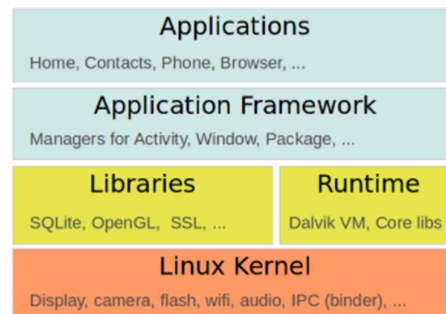 Applications
Home, Contacts, Phone, Browser, ...
Application Framework
Managers for Activity, Window, Package, ...
Libraries
SQLite, OpenGL, SSL, ...
Runtime
Dalvik VM, Core libs
Linux Kernel
Display, camera, flash, wifi, audio, IPC (binder), ...